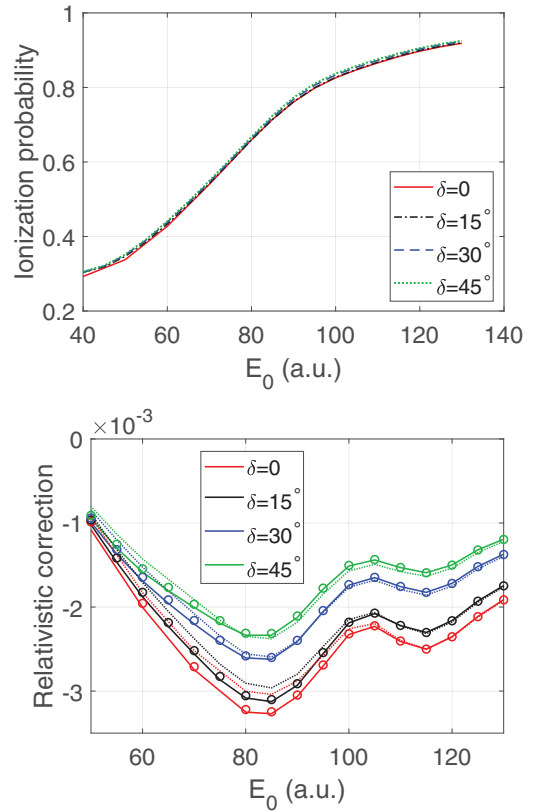 1
0.8
0.6
0.4
0.2
40 60 80 100 120 140
Ionization probability
E₀ (a.u.)
δ=0
δ=15°
δ=30°
δ=45°
×10⁻³
0
-1
-2
-3
60 80 100 120
Relativistic correction
E₀ (a.u.)
δ=0
δ=15°
δ=30°
δ=45°